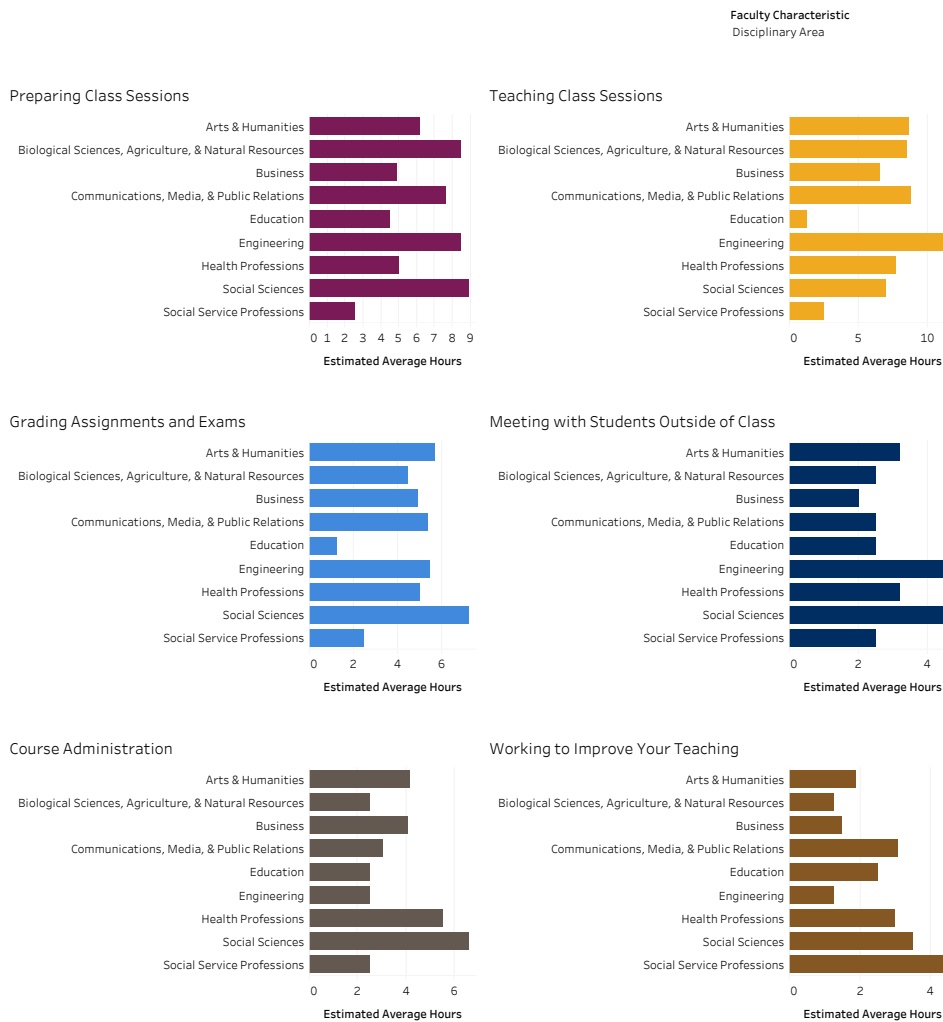 Faculty Characteristic
Disciplinary Area
Preparing Class Sessions
Arts & Humanities
Biological Sciences, Agriculture, & Natural Resources
Business
Communications, Media, & Public Relations
Education
Engineering
Health Professions
Social Sciences
Social Service Professions
0 1 2 3 4 5 6 7 8 9
Estimated Average Hours
Teaching Class Sessions
Arts & Humanities
Biological Sciences, Agriculture, & Natural Resources
Business
Communications, Media, & Public Relations
Education
Engineering
Health Professions
Social Sciences
Social Service Professions
0 5 10
Estimated Average Hours
Grading Assignments and Exams
Arts & Humanities
Biological Sciences, Agriculture, & Natural Resources
Business
Communications, Media, & Public Relations
Education
Engineering
Health Professions
Social Sciences
Social Service Professions
0 2 4 6
Estimated Average Hours
Meeting with Students Outside of Class
Arts & Humanities
Biological Sciences, Agriculture, & Natural Resources
Business
Communications, Media, & Public Relations
Education
Engineering
Health Professions
Social Sciences
Social Service Professions
0 2 4
Estimated Average Hours
Course Administration
Arts & Humanities
Biological Sciences, Agriculture, & Natural Resources
Business
Communications, Media, & Public Relations
Education
Engineering
Health Professions
Social Sciences
Social Service Professions
0 2 4 6
Estimated Average Hours
Working to Improve Your Teaching
Arts & Humanities
Biological Sciences, Agriculture, & Natural Resources
Business
Communications, Media, & Public Relations
Education
Engineering
Health Professions
Social Sciences
Social Service Professions
0 2 4
Estimated Average Hours